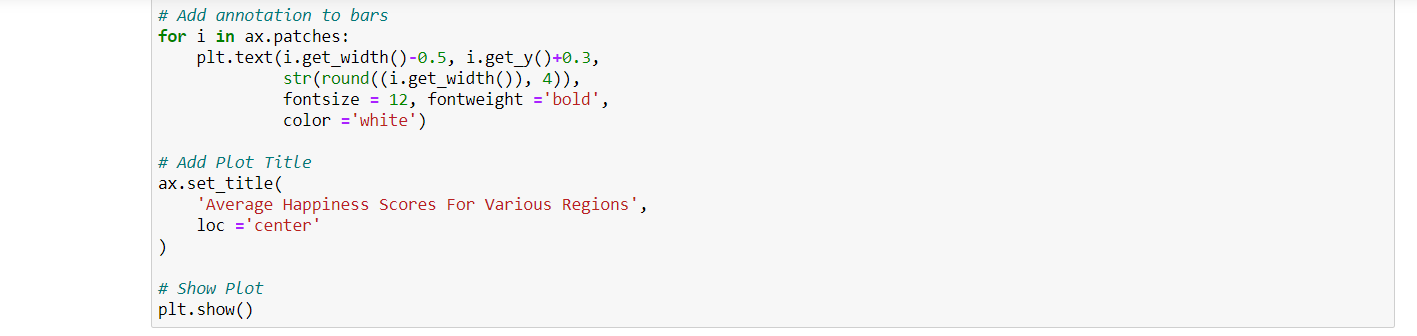 # Add annotation to bars
for i in ax.patches:
    plt.text(i.get_width()-0.5, i.get_y()+0.3,
             str(round((i.get_width()), 4)),
             fontsize = 12, fontweight ='bold',
             color ='white')

# Add Plot Title
ax.set_title(
    'Average Happiness Scores For Various Regions',
    loc ='center'
)

# Show Plot
plt.show()